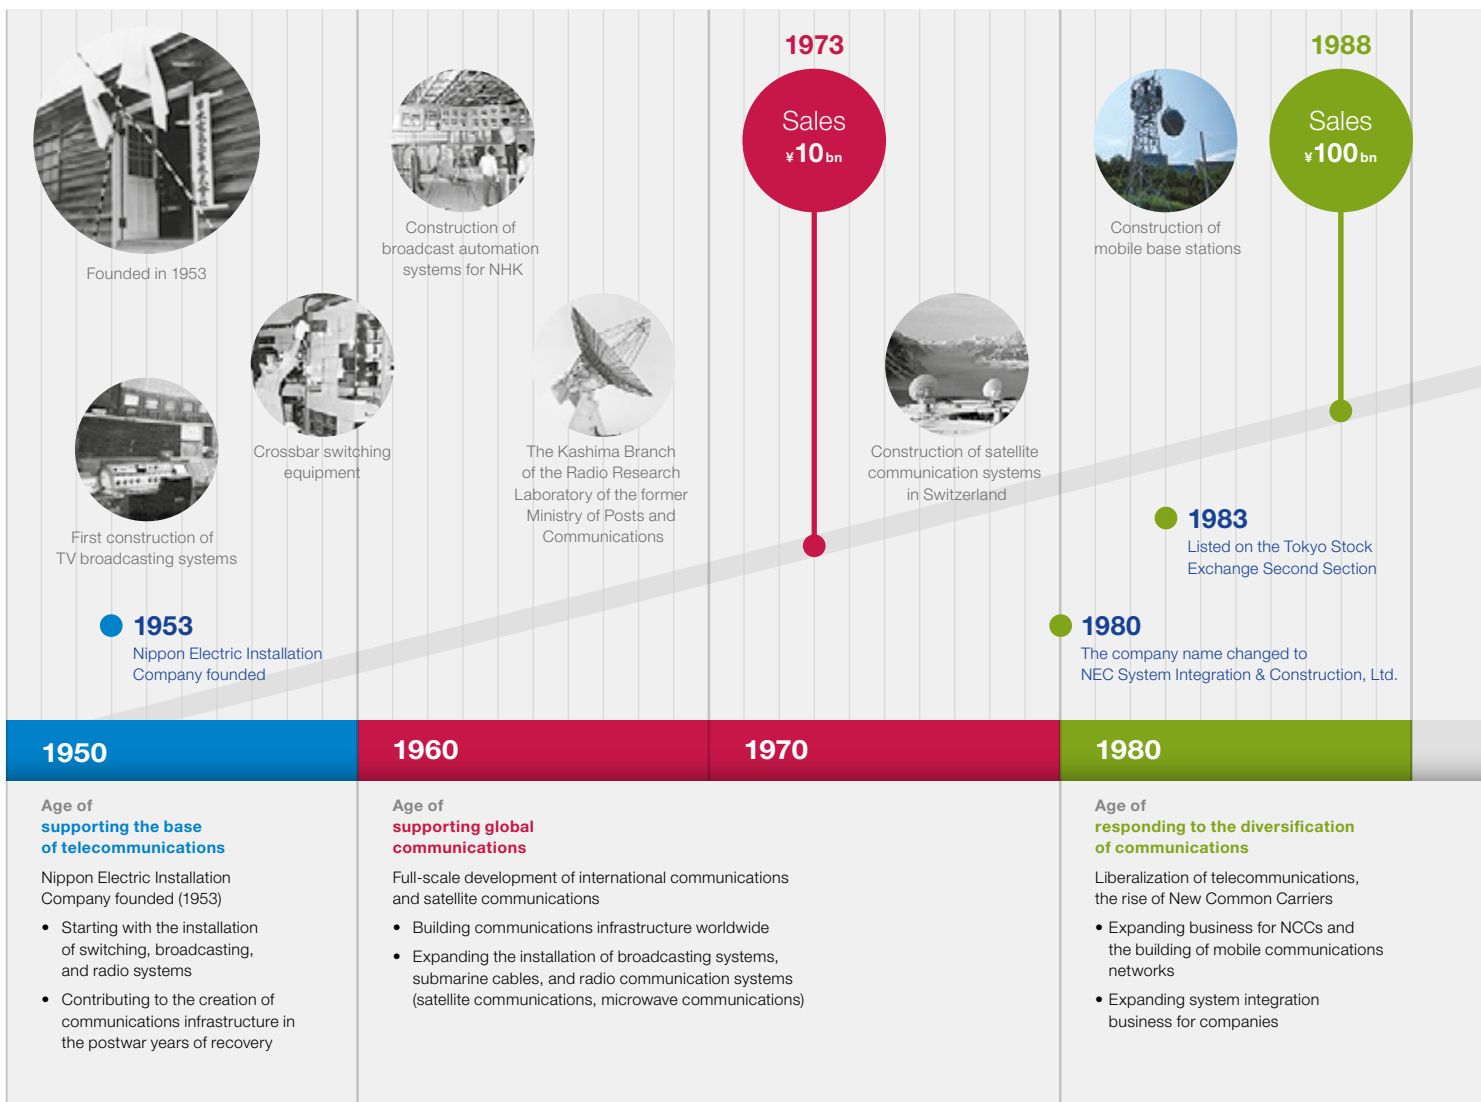 1973
Sales
¥10bn
1988
Sales
¥100bn
Founded in 1953
Construction of
broadcast automation
systems for NHK
Construction of
mobile base stations
First construction of
TV broadcasting systems
Crossbar switching
equipment
The Kashima Branch
of the Radio Research
Laboratory of the former
Ministry of Posts and
Communications
Construction of satellite
communication systems
in Switzerland
1983
Listed on the Tokyo Stock
Exchange Second Section
1953
Nippon Electric Installation
Company founded
1980
The company name changed to
NEC System Integration & Construction, Ltd.
1950
1960
1970
1980
Age of
supporting the base
of telecommunications
Nippon Electric Installation
Company founded (1953)
• Starting with the installation
of switching, broadcasting,
and radio systems
• Contributing to the creation of
communications infrastructure in
the postwar years of recovery
Age of
supporting global
communications
Full-scale development of international communications
and satellite communications
• Building communications infrastructure worldwide
• Expanding the installation of broadcasting systems,
submarine cables, and radio communication systems
(satellite communications, microwave communications)
Age of
responding to the diversification
of communications
Liberalization of telecommunications,
the rise of New Common Carriers
• Expanding business for NCCs and
the building of mobile communications
networks
• Expanding system integration
business for companies